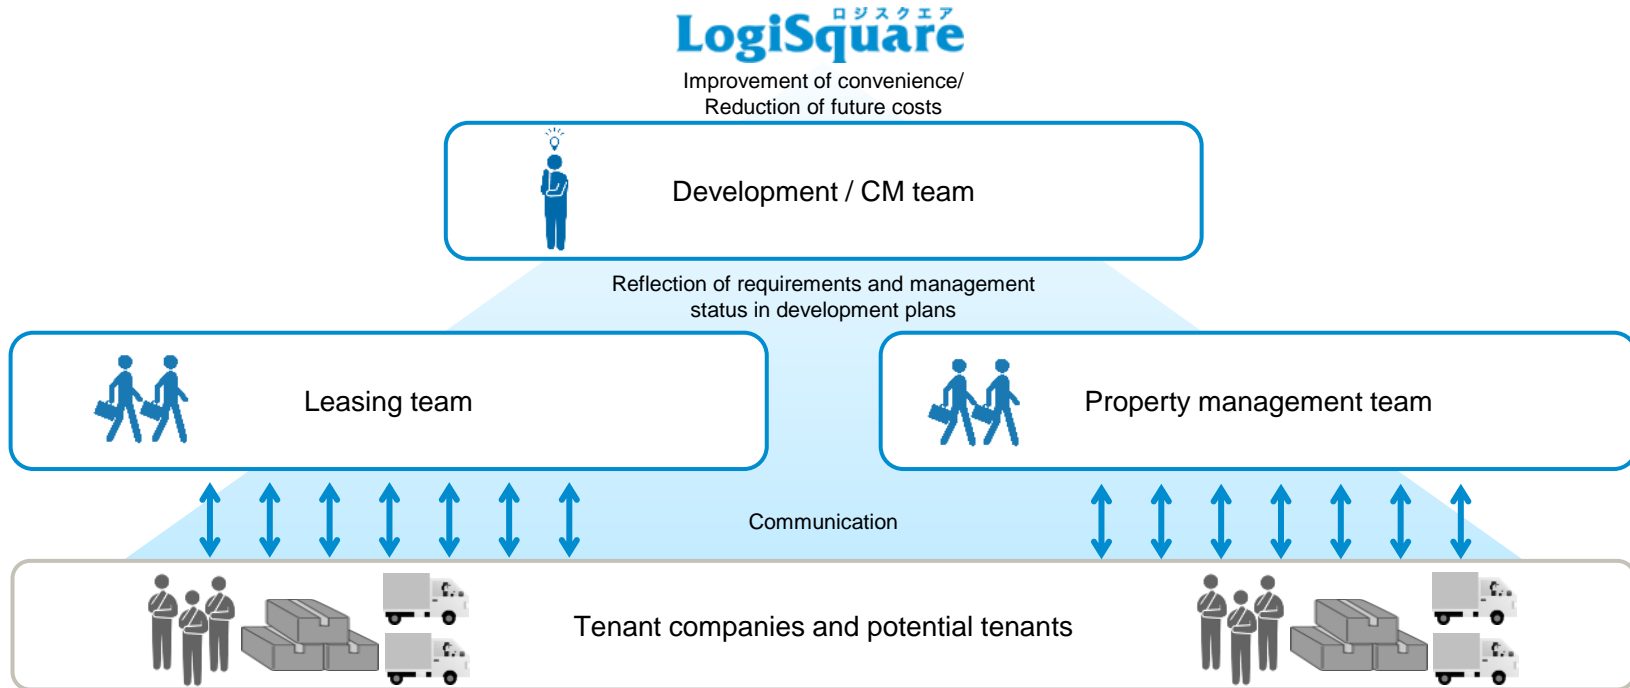 ロジスクエア
LogiSquare
Improvement of convenience/
Reduction of future costs
Development / CM team
Reflection of requirements and management
status in development plans
Leasing team
Property management team
Communication
Tenant companies and potential tenants